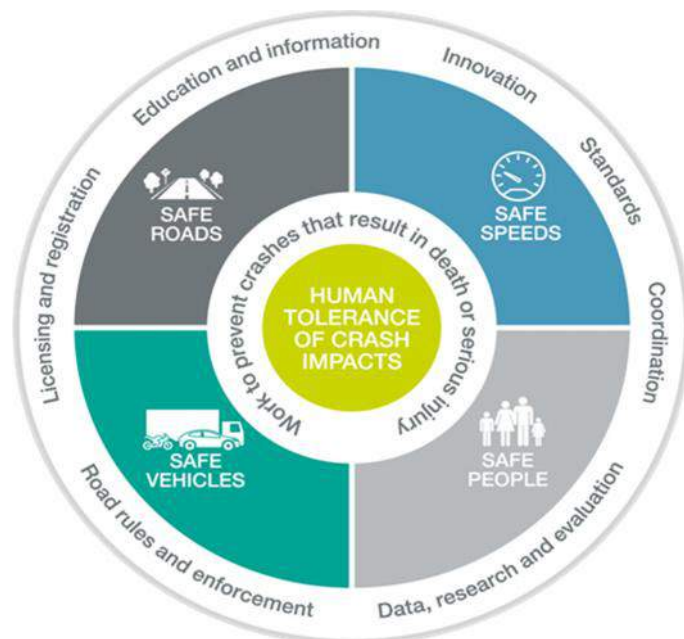 Education and information
Innovation
Standards
Coordination
Data, research and evaluation
Road rules and enforcement
Licensing and registration
SAFE
ROADS
SAFE
SPEEDS
Work to prevent crashes that result in death or serious injury
HUMAN
TOLERANCE
OF CRASH
IMPACTS
SAFE
VEHICLES
SAFE
PEOPLE